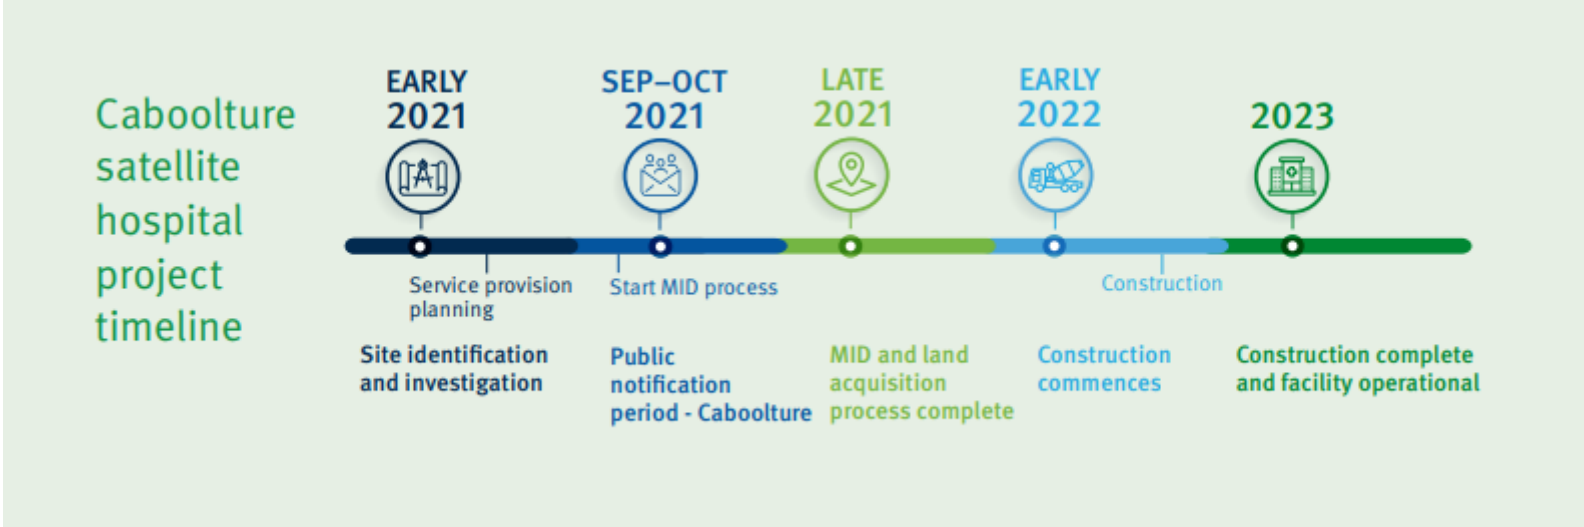 Caboolture
satellite
hospital
project
timeline
EARLY
2021
SEP–OCT
2021
LATE
2021
EARLY
2022
2023
Service provision
planning
Start MID process
Construction
Site identification
and investigation
Public
notification
period - Caboolture
MID and land
acquisition
process complete
Construction
commences
Construction complete
and facility operational